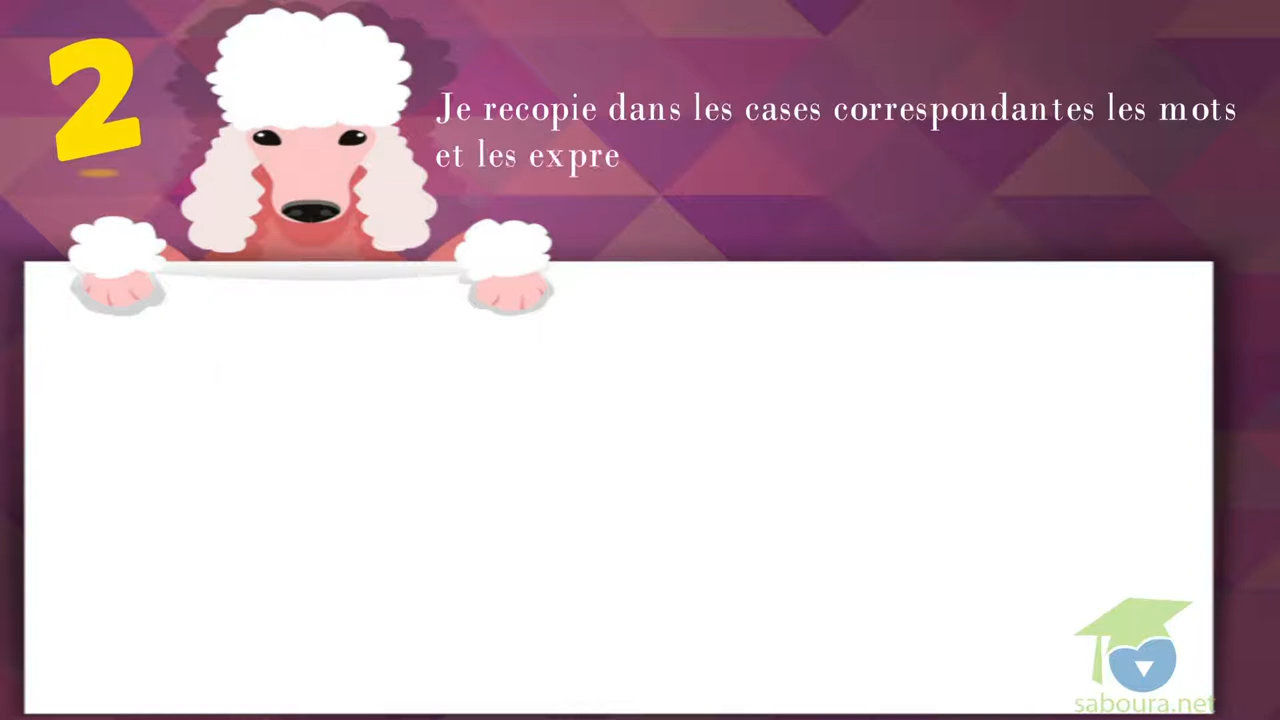 2
Je recopie dans les cases correspondantes les mots
et les expre
saboura.net